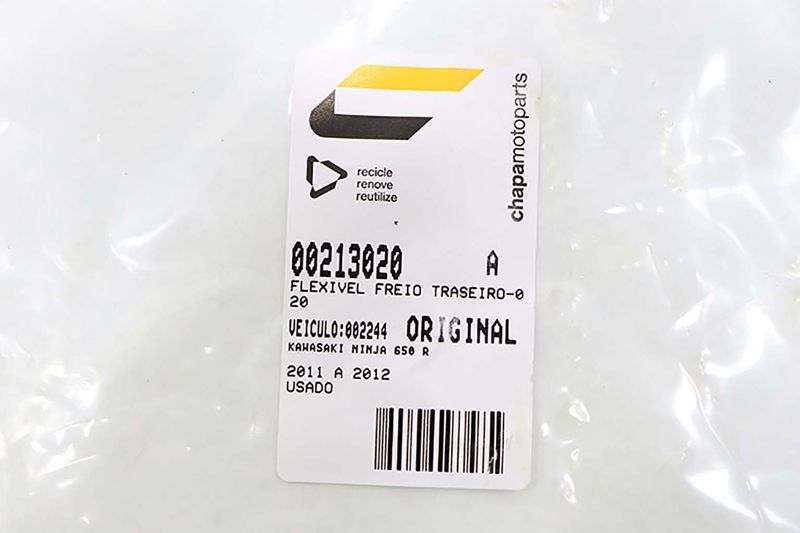 chapamotoparts
recicle
renove
reutilize
00213020 A
FLEXIVEL FREIO TRASEIRO-0
20
VEICULO:002244 ORIGINAL
KAWASAKI NINJA 650 R
2011 A 2012
USADO